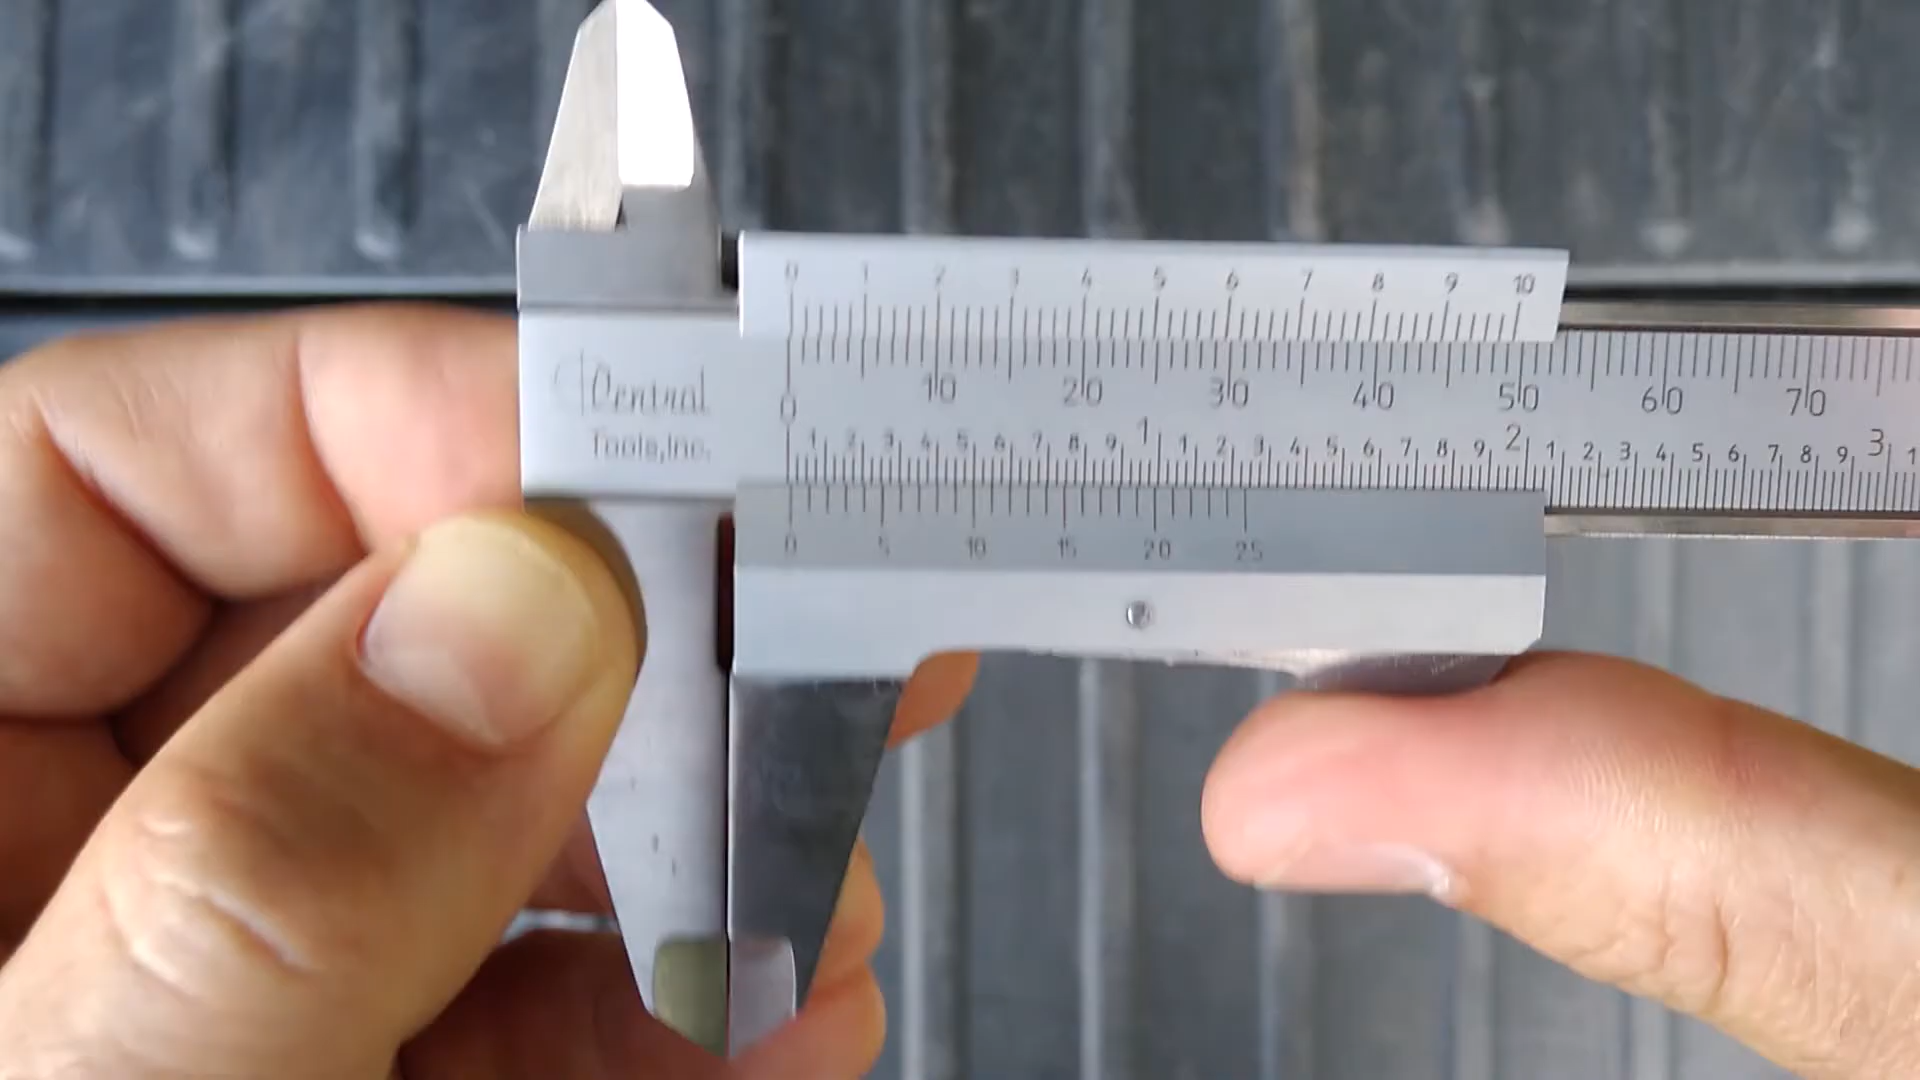 0 1 2 3 4 5 6 7 8 9 10
Central
Tools,Inc.
0 10 20 30 40 50 60 70
1 2 3 4 5 6 7 8 9 1 1 2 3 4 5 6 7 8 9 2 1 2 3 4 5 6 7 8 9 3 1
0 5 10 15 20 25